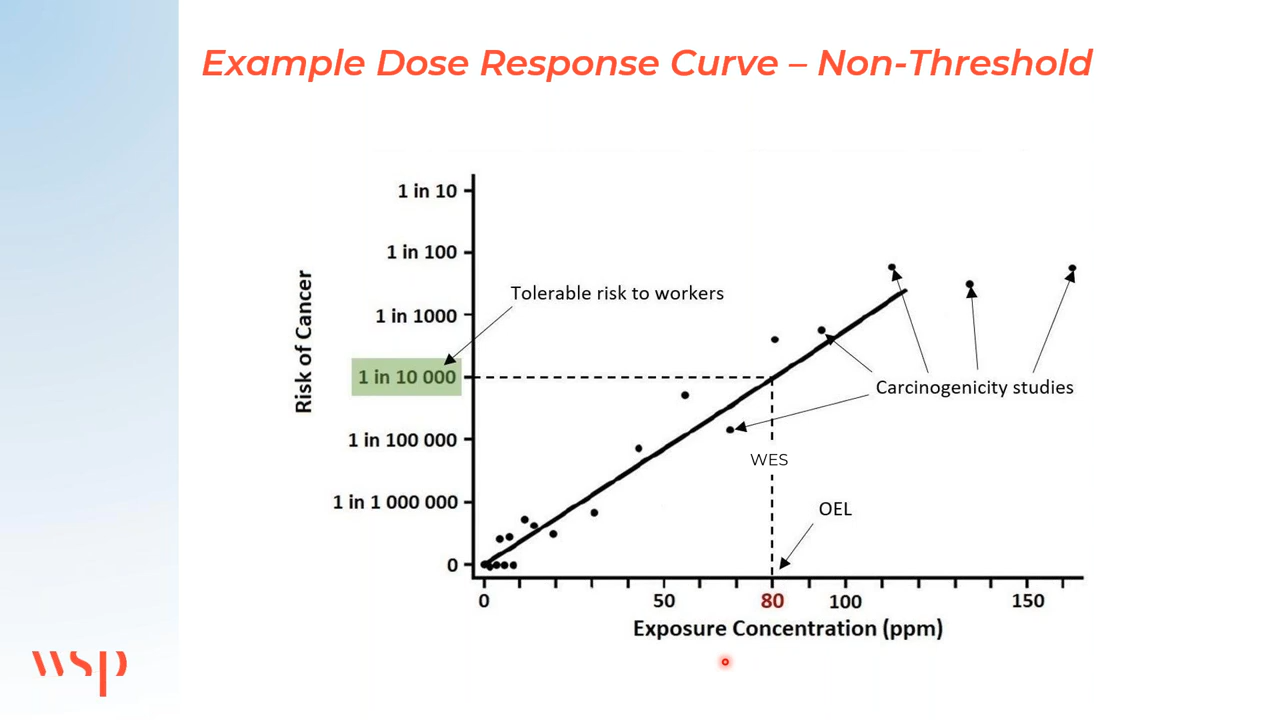 Example Dose Response Curve – Non-Threshold
1 in 10
1 in 100
Tolerable risk to workers
1 in 1000
Risk of Cancer
1 in 10 000
Carcinogenicity studies
1 in 100 000
WES
1 in 1 000 000
OEL
0
0
50
80
100
150
Exposure Concentration (ppm)
wsp